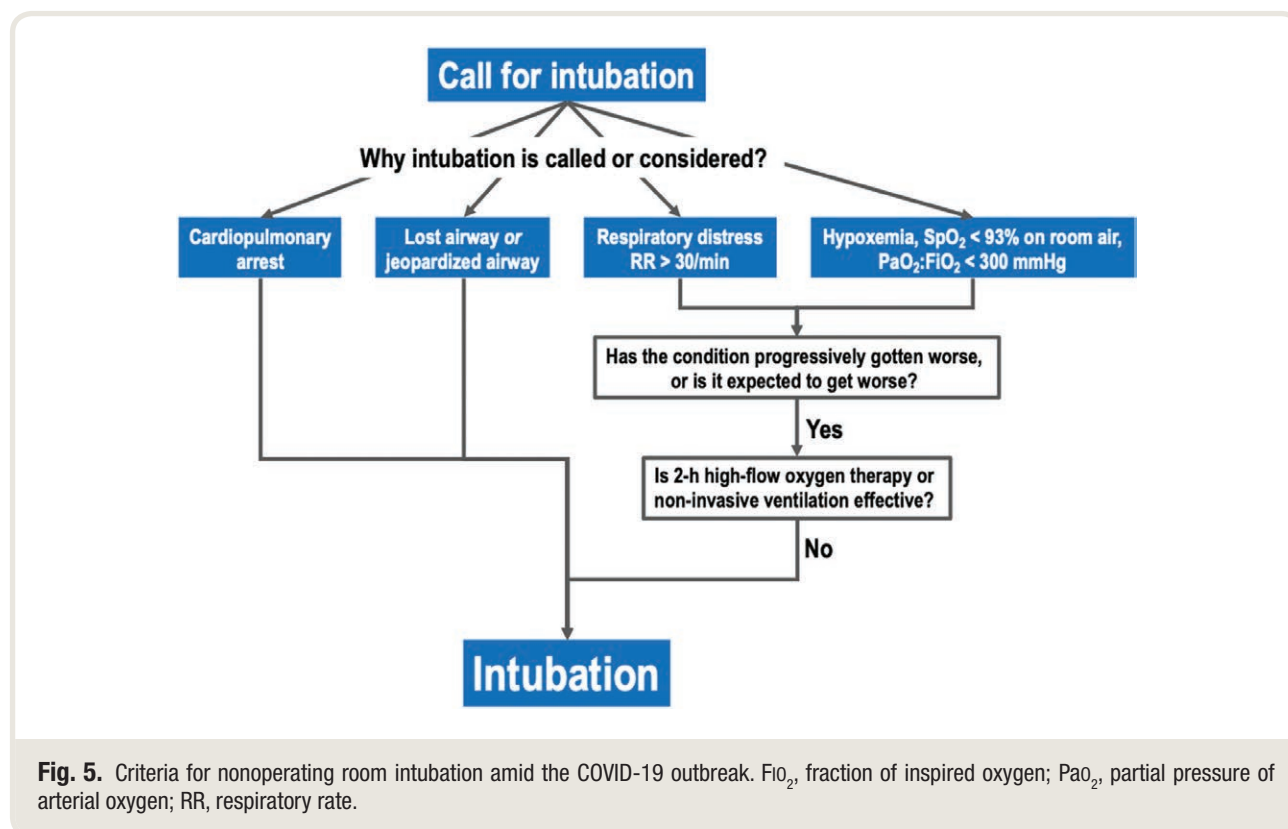 Call for intubation
Why intubation is called or considered?
Cardiopulmonary
arrest
Lost airway or
jeopardized airway
Respiratory distress
RR > 30/min
Hypoxemia, SpO₂ < 93% on room air,
PaO₂:FiO₂ < 300 mmHg
Has the condition progressively gotten worse,
or is it expected to get worse?
Yes
Is 2-h high-flow oxygen therapy or
non-invasive ventilation effective?
No
Intubation
Fig. 5. Criteria for nonoperating room intubation amid the COVID-19 outbreak. FIO₂, fraction of inspired oxygen; PaO₂, partial pressure of
arterial oxygen; RR, respiratory rate.